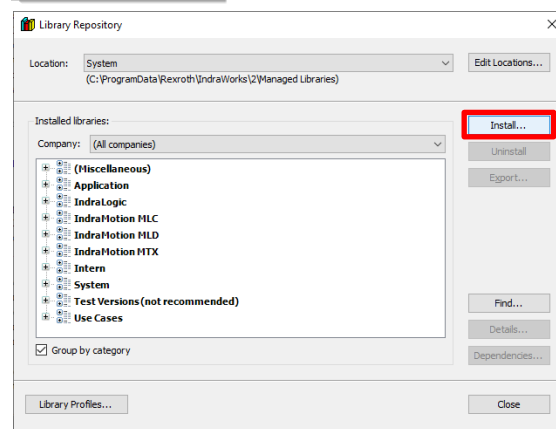 Library Repository
Location: System Edit Locations...
(C:\ProgramData\Rexroth\IndraWorks\2\Managed Libraries)
Installed libraries:
Install...
Company: (All companies)
Uninstall
Export...
(Miscellaneous)
Application
IndraLogic
IndraMotion MLC
IndraMotion MLD
IndraMotion MTX
Intern
System
Test Versions (not recommended)
Find...
Use Cases
Details...
Group by category
Dependencies...
Library Profiles... Close